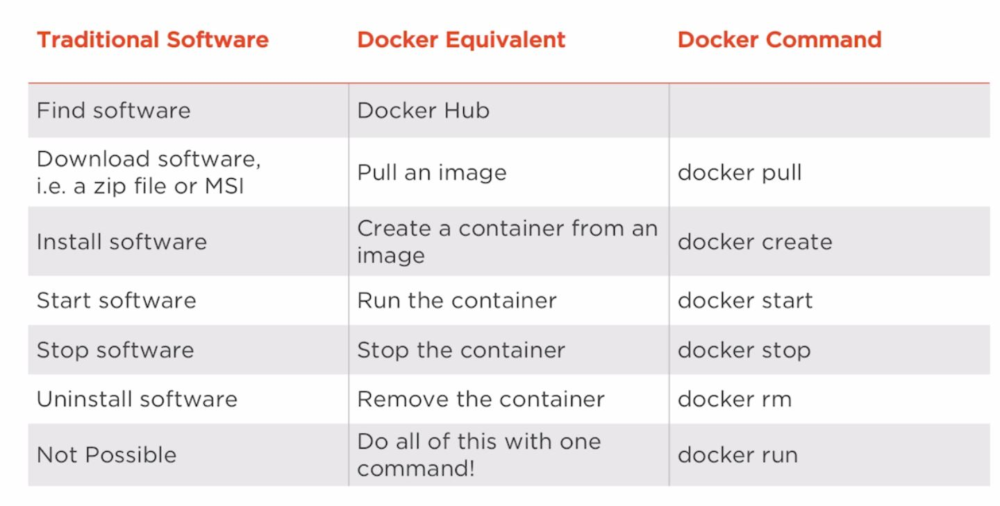 Traditional Software Docker Equivalent Docker Command
Find software Docker Hub
Download software,
i.e. a zip file or MSI
Pull an image docker pull
Install software
Create a container from an
image
docker create
Start software Run the container docker start
Stop software Stop the container docker stop
Uninstall software Remove the container docker rm
Not Possible
Do all of this with one
command!
docker run